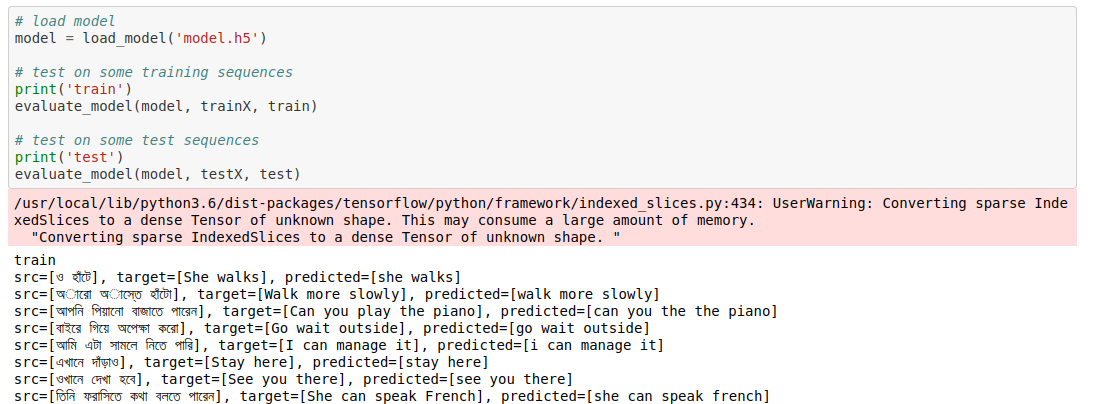 # load model
model = load_model('model.h5')
# test on some training sequences
print('train')
evaluate_model(model, trainX, train)
# test on some test sequences
print('test')
evaluate_model(model, testX, test)
/usr/local/lib/python3.6/dist-packages/tensorflow/python/framework/indexed_slices.py:434: UserWarning: Converting sparse Inde
xedSlices to a dense Tensor of unknown shape. This may consume a large amount of memory.
"Converting sparse IndexedSlices to a dense Tensor of unknown shape. "
train
src=[ও হাঁটে], target=[She walks], predicted=[she walks]
src=[অারো অাস্তে হাঁটো], target=[Walk more slowly], predicted=[walk more slowly]
src=[আপনি পিয়ানো বাজাতে পারেন], target=[Can you play the piano], predicted=[can you the the piano]
src=[বাইরে গিয়ে অপেক্ষা করো], target=[Go wait outside], predicted=[go wait outside]
src=[আমি এটা সামলে নিতে পারি], target=[I can manage it], predicted=[i can manage it]
src=[এখানে দাঁড়াও], target=[Stay here], predicted=[stay here]
src=[ওখানে দেখা হবে], target=[See you there], predicted=[see you there]
src=[তিনি ফরাসিতে কথা বলতে পারেন], target=[She can speak French], predicted=[she can speak french]